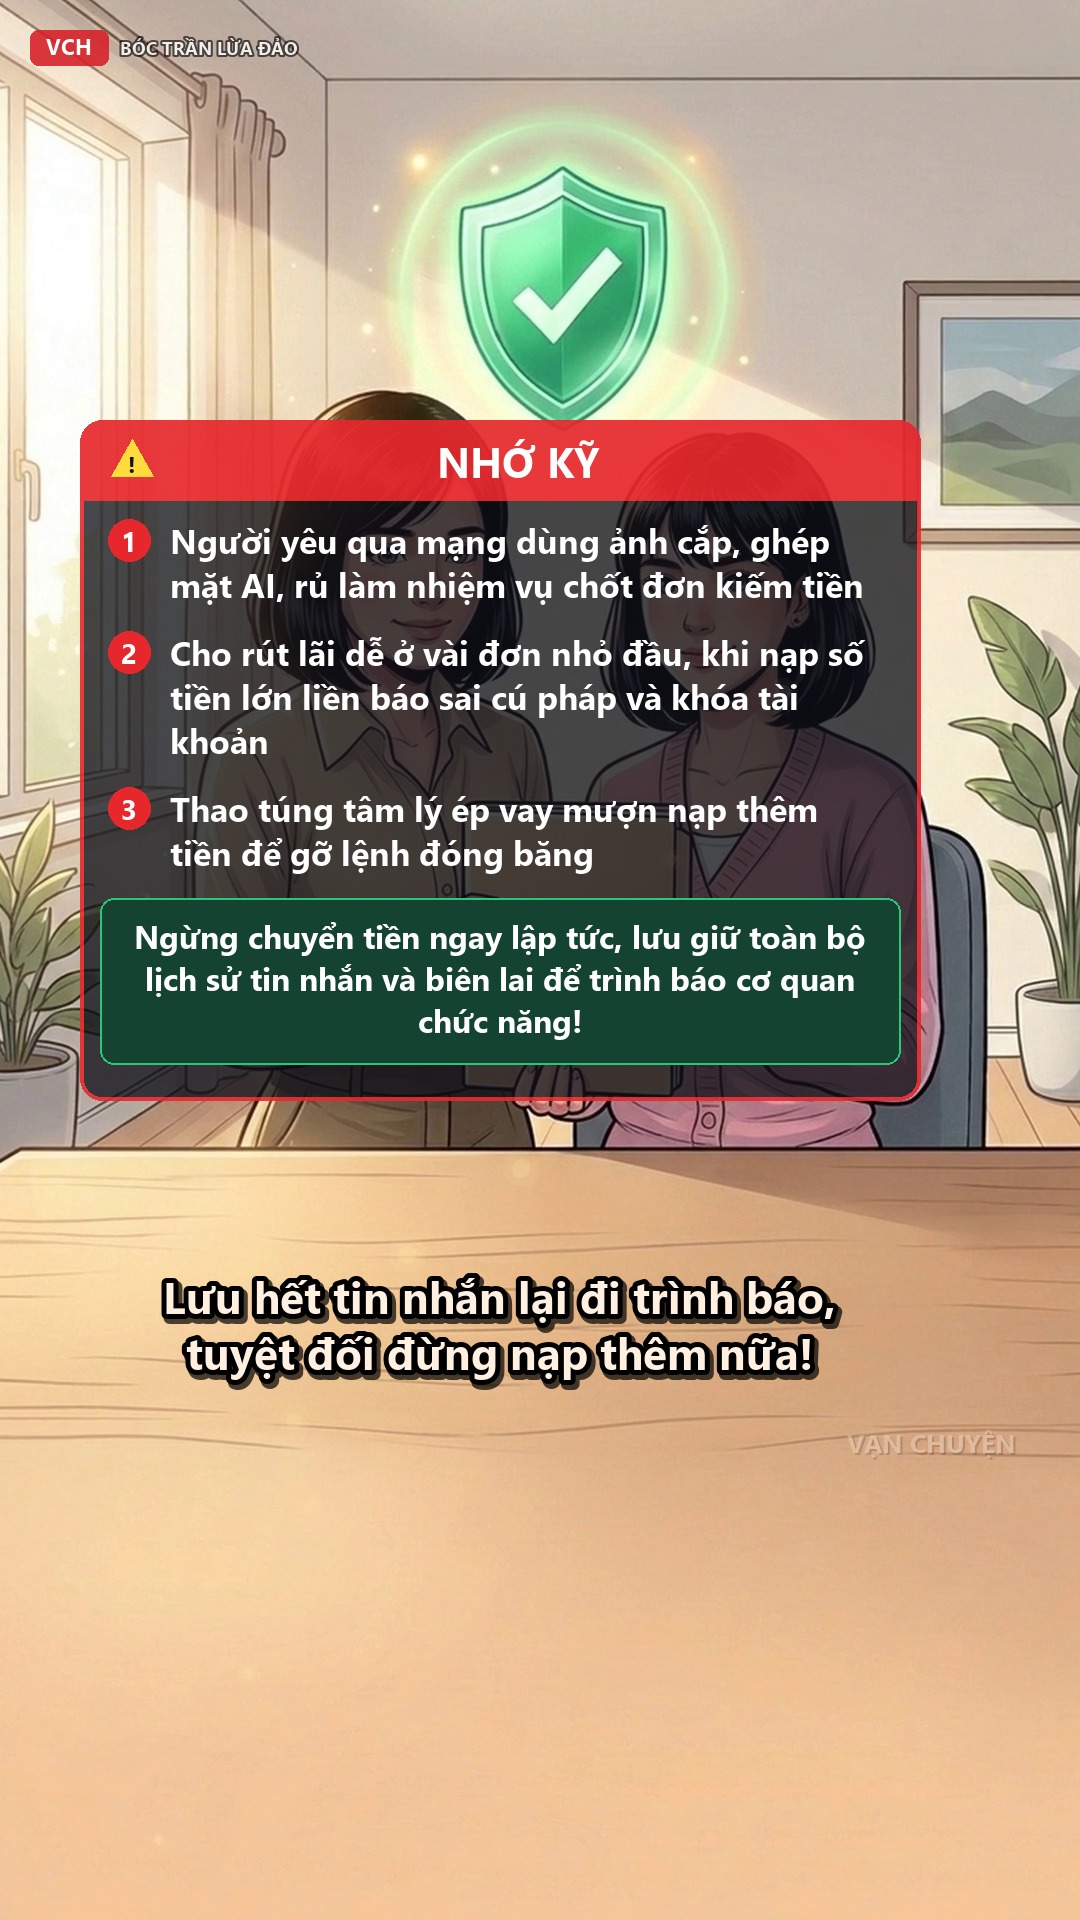 VCH BÓC TRẦN LỪA ĐẢO
NHỚ KỸ
1 Người yêu qua mạng dùng ảnh cắp, ghép
mặt AI, rủ làm nhiệm vụ chốt đơn kiếm tiền
2 Cho rút lãi dễ ở vài đơn nhỏ đầu, khi nạp số
tiền lớn liền báo sai cú pháp và khóa tài
khoản
3 Thao túng tâm lý ép vay mượn nạp thêm
tiền để gỡ lệnh đóng băng
Ngừng chuyển tiền ngay lập tức, lưu giữ toàn bộ
lịch sử tin nhắn và biên lai để trình báo cơ quan
chức năng!
Lưu hết tin nhắn lại đi trình báo,
tuyệt đối đừng nạp thêm nữa!
VẠN CHUYỆN